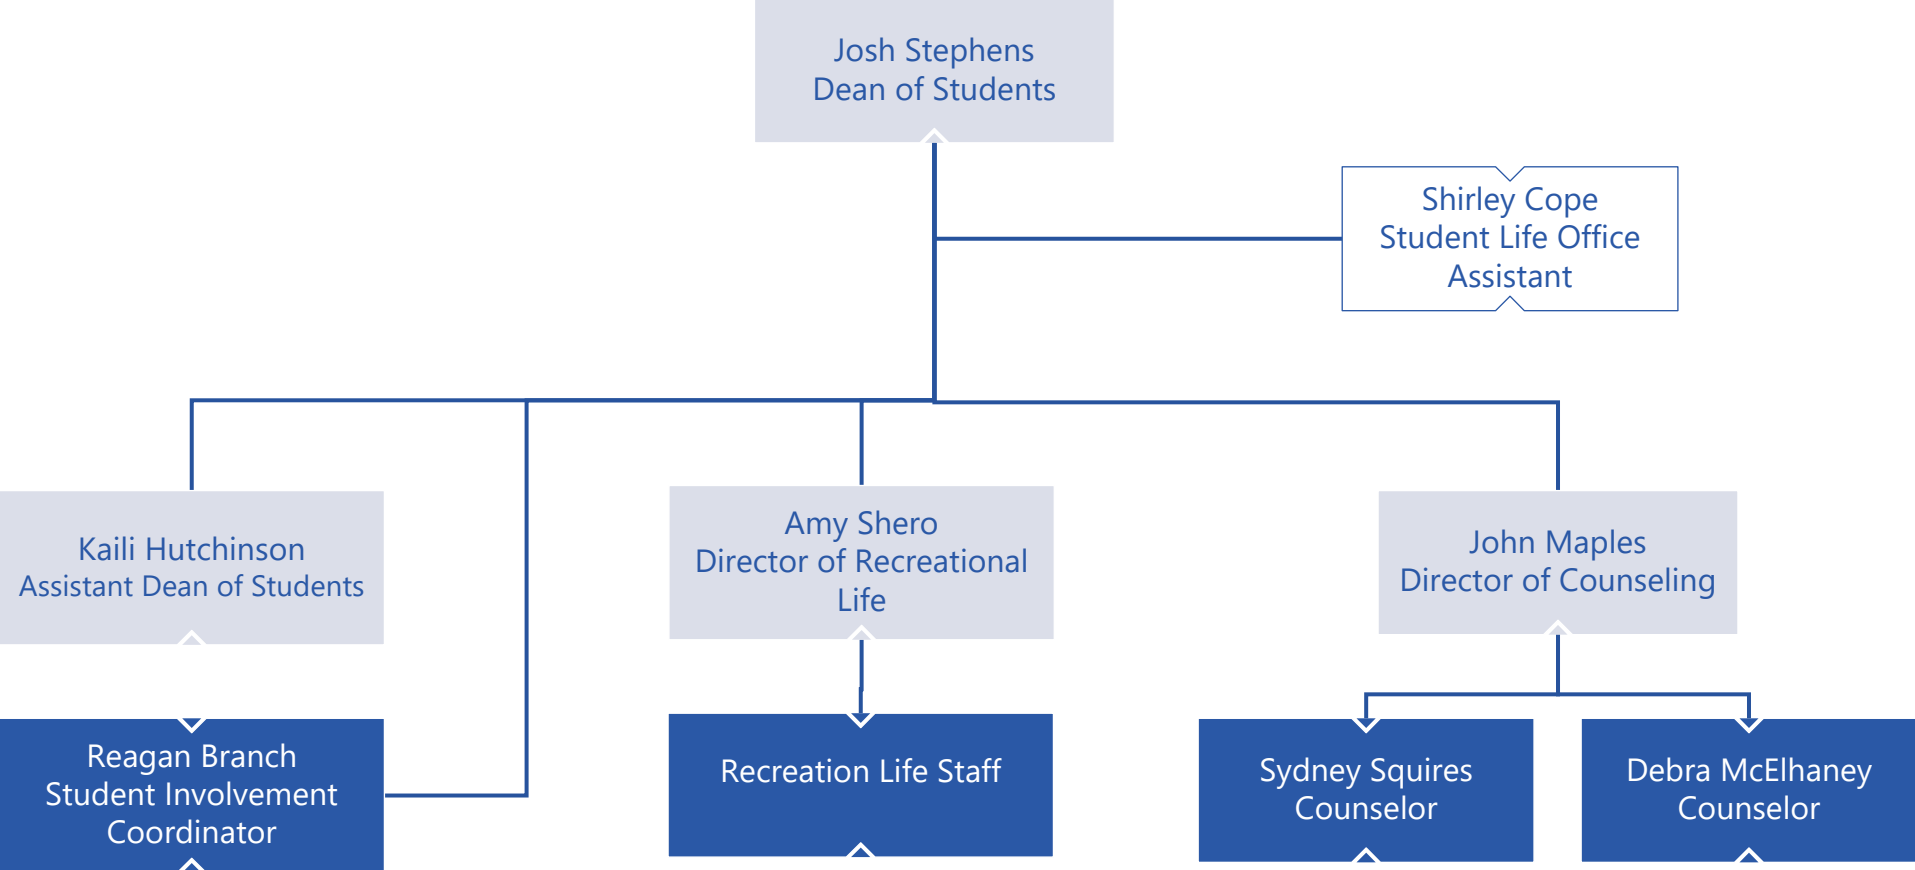 Josh Stephens
Dean of Students
Shirley Cope
Student Life Office
Assistant
Kaili Hutchinson
Assistant Dean of Students
Amy Shero
Director of Recreational
Life
John Maples
Director of Counseling
Reagan Branch
Student Involvement
Coordinator
Recreation Life Staff
Sydney Squires
Counselor
Debra McElhaney
Counselor